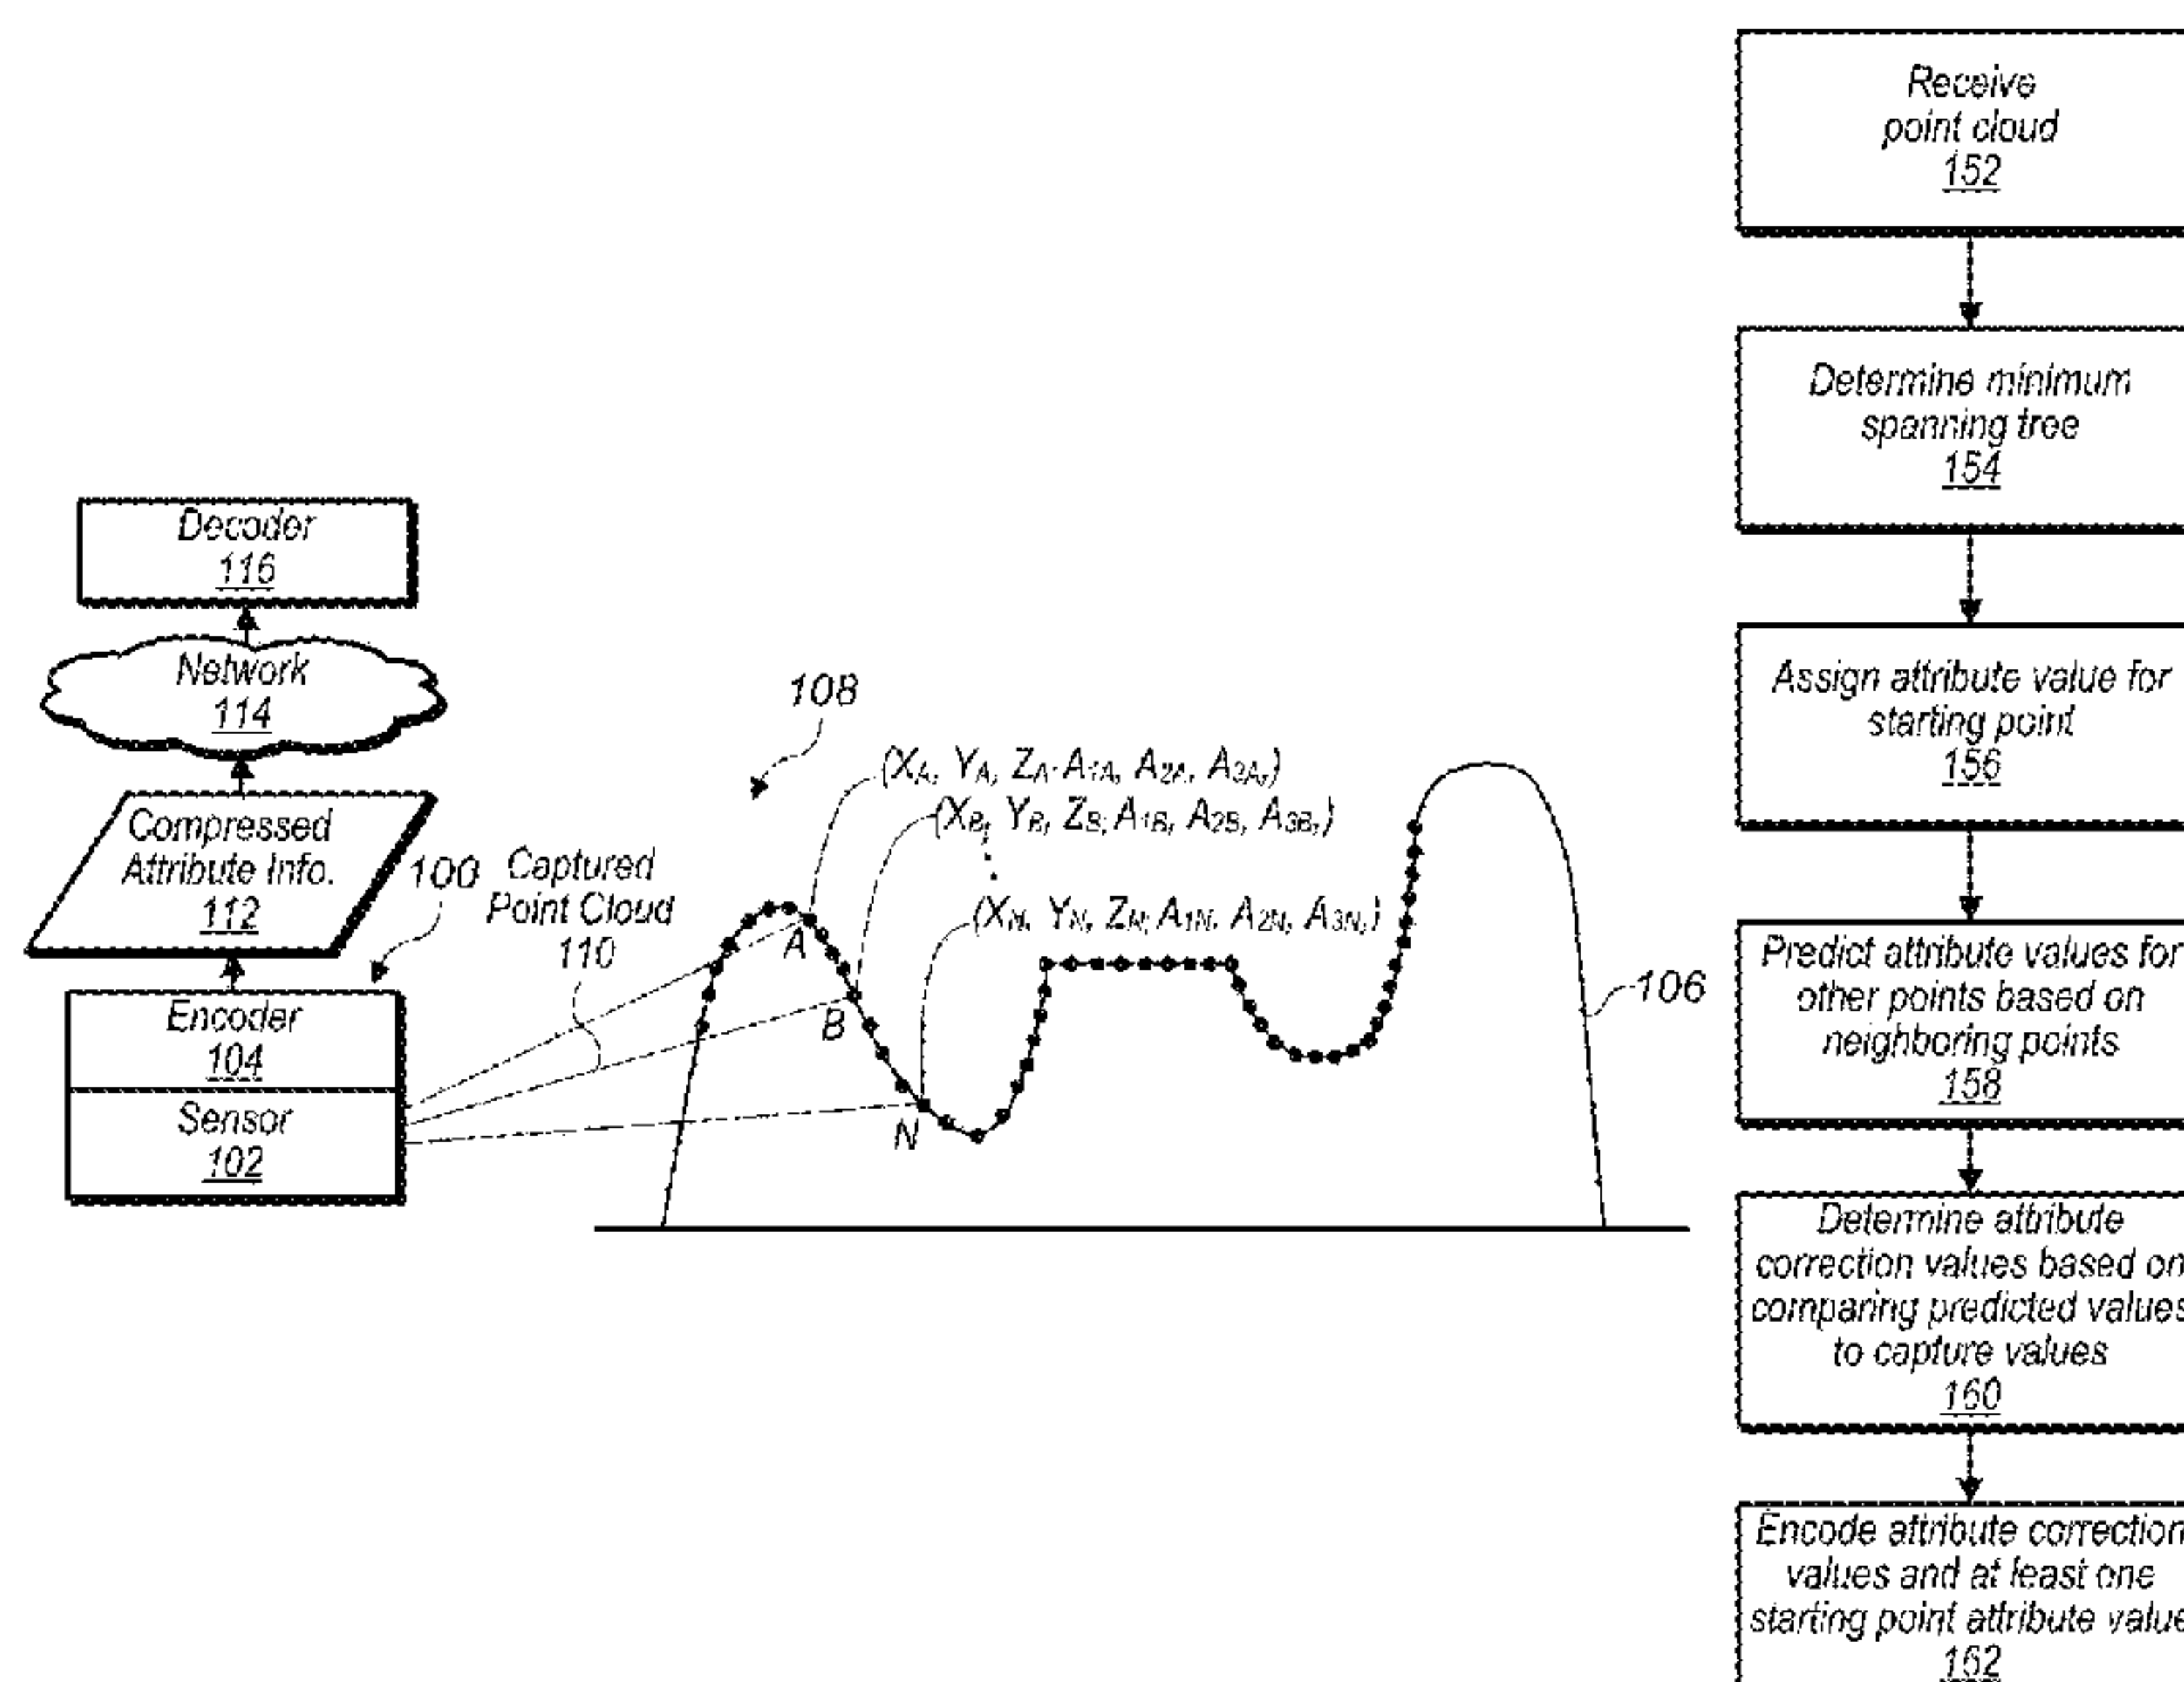 Decoder
116
Network
114
Compressed
Attribute Info.
112
100
Captured
Point Cloud
110
Encoder
104
Sensor
102
108
(XA, YA, ZA; A1A, A2A, A3A,)
(XB, YB, ZB; A1B, A2B, A3B,)
(XN, YN, ZN; A1N, A2N, A3N,)
A
B
N
106
Receive
point cloud
152
Determine minimum
spanning tree
154
Assign attribute value for
starting point
156
Predict attribute values for
other points based on
neighboring points
158
Determine attribute
correction values based on
comparing predicted values
to capture values
160
Encode attribute correction
values and at least one
starting point attribute value
162